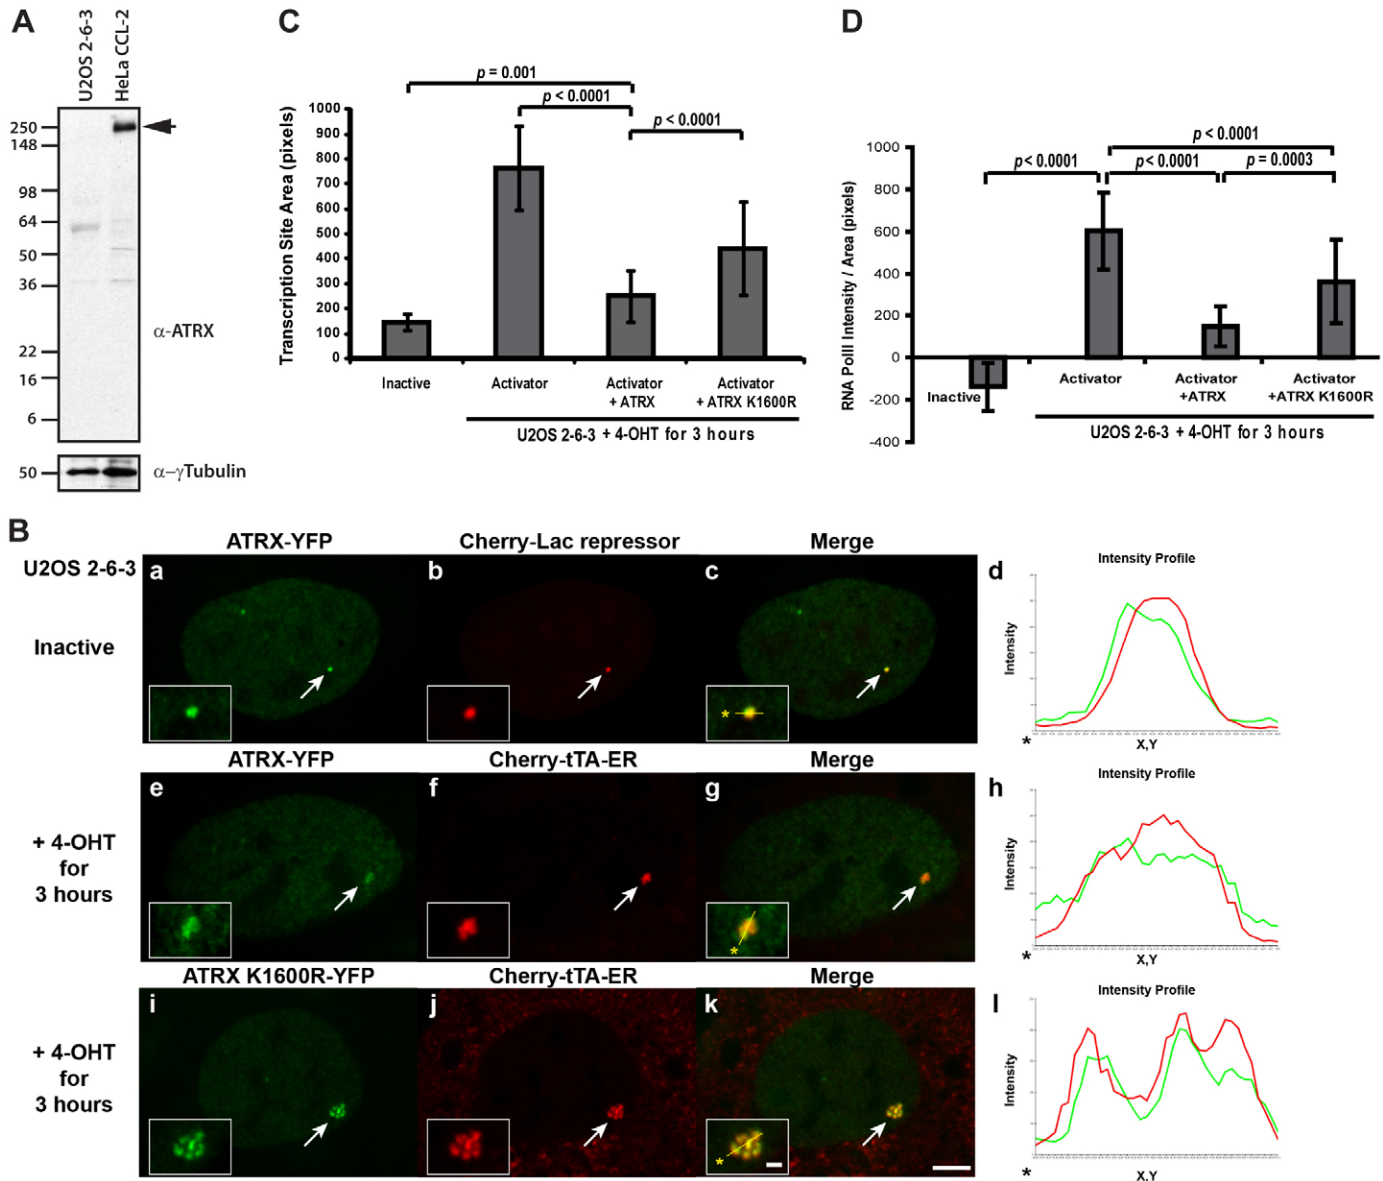 A
U2OS 2-6-3
HeLa CCL-2
250
148
98
64
50
36
22
16
6
α-ATRX
50
α-γTubulin
C
p = 0.001
p < 0.0001
p < 0.0001
Transcription Site Area (pixels)
1000
900
800
700
600
500
400
300
200
100
0
Inactive
Activator
Activator
+ ATRX
Activator
+ ATRX K1600R
U2OS 2-6-3 + 4-OHT for 3 hours
D
p < 0.0001
p < 0.0001
p < 0.0001
p = 0.0003
RNA PolII Intensity / Area (pixels)
1000
800
600
400
200
0
-200
-400
Inactive
Activator
Activator
+ATRX
Activator
+ATRX K1600R
U2OS 2-6-3 + 4-OHT for 3 hours
B
U2OS 2-6-3
ATRX-YFP
Cherry-Lac repressor
Merge
Inactive
a
b
c
*
d
Intensity Profile
Intensity
*
X,Y
ATRX-YFP
Cherry-tTA-ER
Merge
+ 4-OHT
for
3 hours
e
f
g
*
h
Intensity Profile
Intensity
*
X,Y
ATRX K1600R-YFP
Cherry-tTA-ER
Merge
+ 4-OHT
for
3 hours
i
j
k
*
l
Intensity Profile
Intensity
*
X,Y